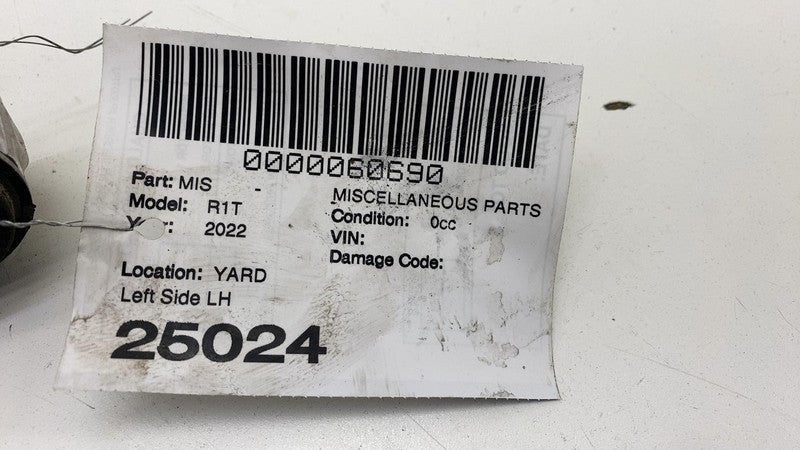 0000060690
Part: MIS - MISCELLANEOUS PARTS
Model: R1T Condition: 0cc
2022 VIN:
Damage Code:
Location: YARD
Left Side LH
25024